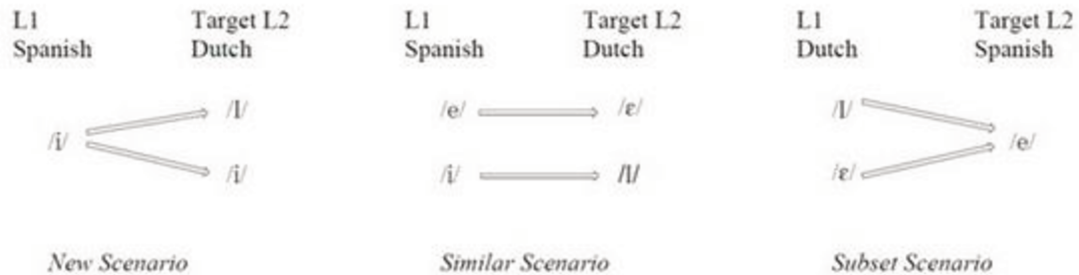 L1 Target L2 L1 Target L2 L1 Target L2
Spanish Dutch Spanish Dutch Dutch Spanish
/I/ /e/ /ε/ /I/
/i/ /e/
/i/ /i/ /I/ /ε/
New Scenario Similar Scenario Subset Scenario